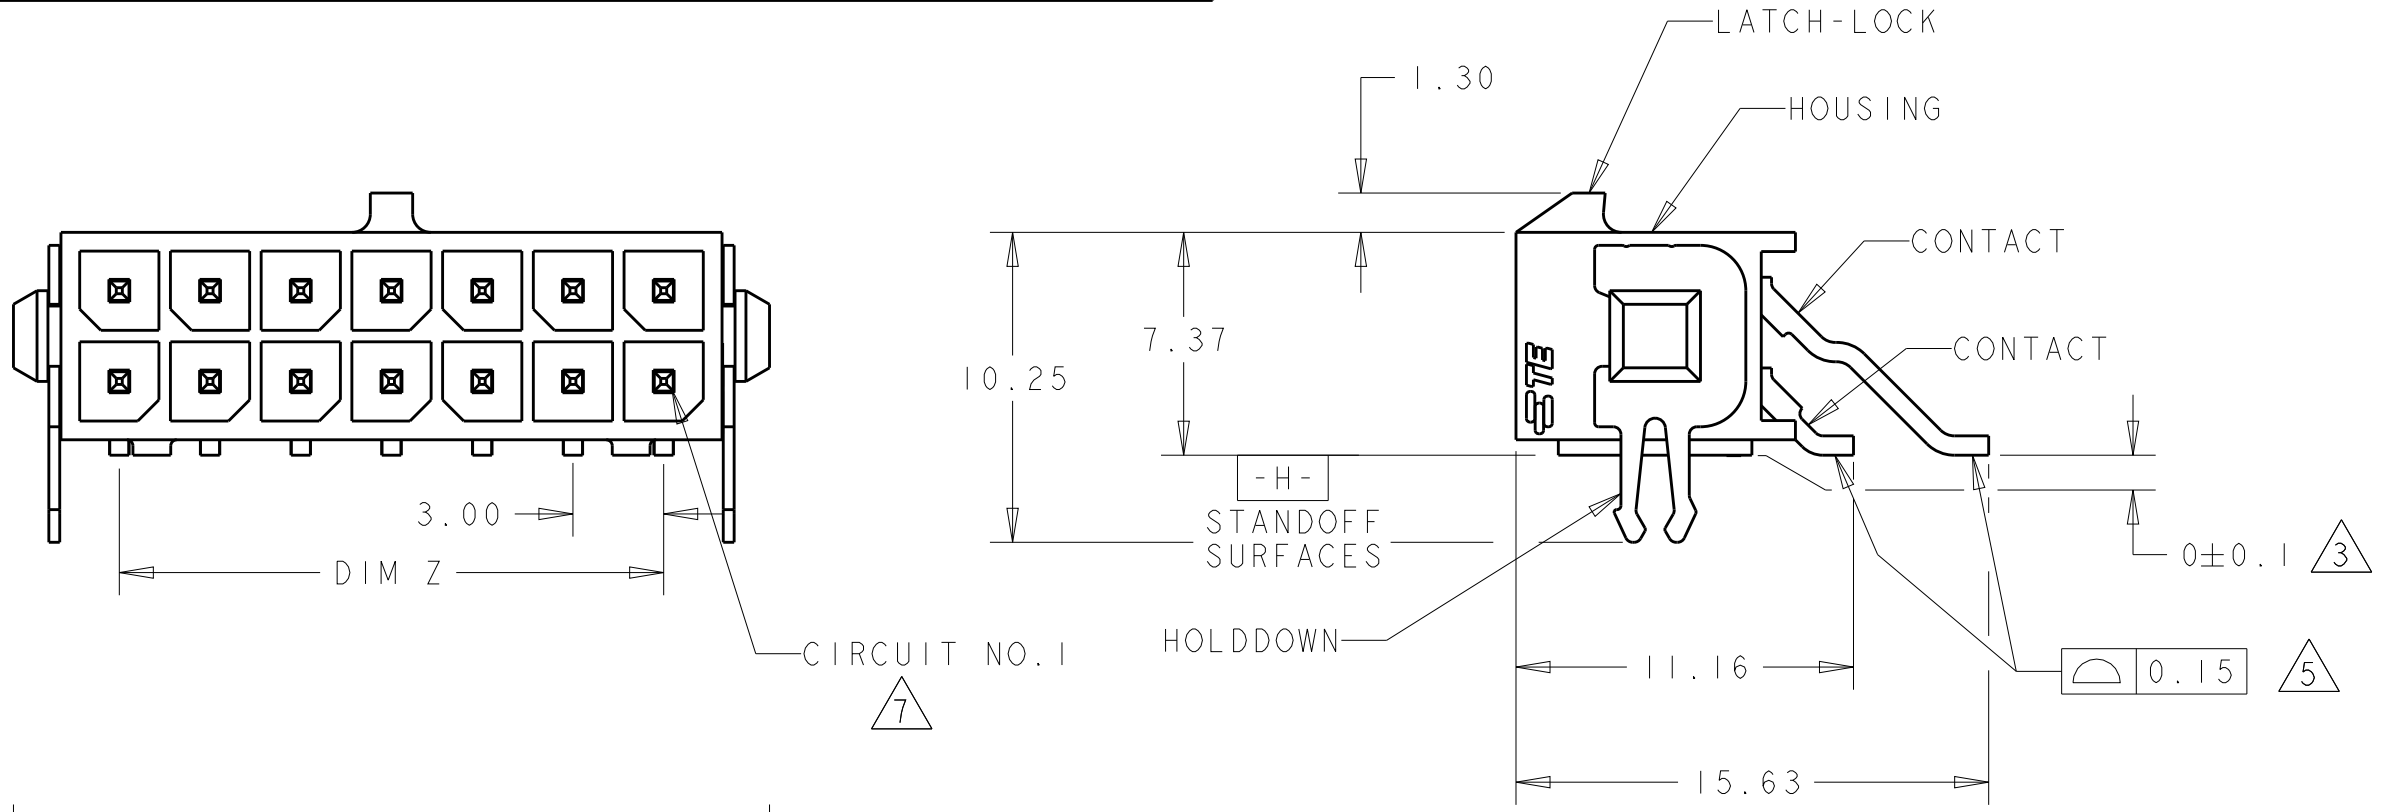 LATCH-LOCK
1.30
HOUSING
CONTACT
7.37
CONTACT
10.25
TE
-H-
3.00
STANDOFF
SURFACES
0±0.1 3
DIM Z
CIRCUIT NO.1
7
HOLDDOWN
11.16
0.15 5
15.63